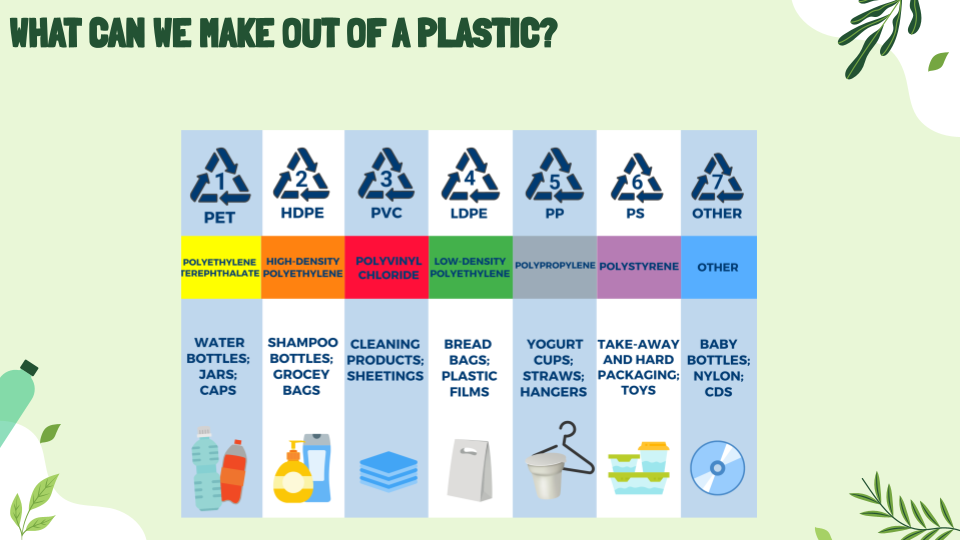 WHAT CAN WE MAKE OUT OF A PLASTIC?
1
PET
2
HDPE
3
PVC
4
LDPE
5
PP
6
PS
7
OTHER
POLYETHYLENE
TEREPHTHALATE
HIGH-DENSITY
POLYETHYLENE
POLYVINYL
CHLORIDE
LOW-DENSITY
POLYETHYLENE
POLYPROPYLENE
POLYSTYRENE
OTHER
WATER
BOTTLES;
JARS;
CAPS
SHAMPOO
BOTTLES;
GROCEY
BAGS
CLEANING
PRODUCTS;
SHEETINGS
BREAD
BAGS;
PLASTIC
FILMS
YOGURT
CUPS;
STRAWS;
HANGERS
TAKE-AWAY
AND HARD
PACKAGING;
TOYS
BABY
BOTTLES;
NYLON;
CDS